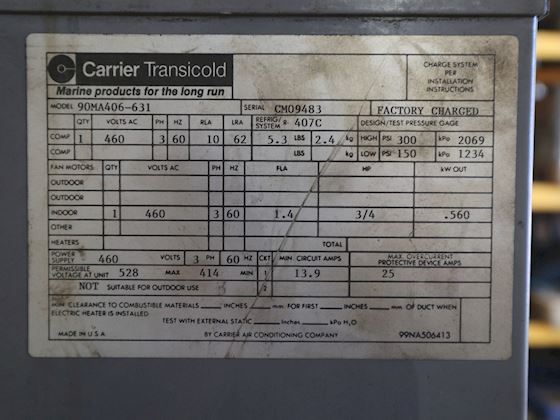 Carrier Transicold
Marine products for the long run
CHARGE SYSTEM
PER
INSTALLATION
INSTRUCTIONS
MODEL 90MA406-631 SERIAL CM09483 FACTORY CHARGED
QTY VOLTS AC PH HZ RLA LRA REFRIG/SYSTEM R- 407C DESIGN/TEST PRESSURE GAGE
COMP 1 460 3 60 10 62 5.3 LBS 2.4 kg HIGH PSI 300 kPa 2069
COMP LBS kg LOW PSI 150 kPa 1234
FAN MOTORS QTY VOLTS AC PH HZ FLA HP kW OUT
OUTDOOR
OUTDOOR
INDOOR 1 460 3 60 1.4 3/4 .560
OTHER
HEATERS TOTAL
POWER SUPPLY 460 VOLTS 3 PH 60 HZ CKT MIN. CIRCUIT AMPS MAX. OVERCURRENT PROTECTIVE DEVICE AMPS
PERMISSIBLE VOLTAGE AT UNIT 528 MAX 414 MIN 1 13.9 25
NOT SUITABLE FOR OUTDOOR USE 2
MIN. CLEARANCE TO COMBUSTIBLE MATERIALS INCHES mm FOR FIRST INCHES mm OF DUCT WHEN
ELECTRIC HEATER IS INSTALLED
TEST WITH EXTERNAL STATIC Inches kPa H₂O
MADE IN U S A BY CARRIER AIR CONDITIONING COMPANY 99NA506413